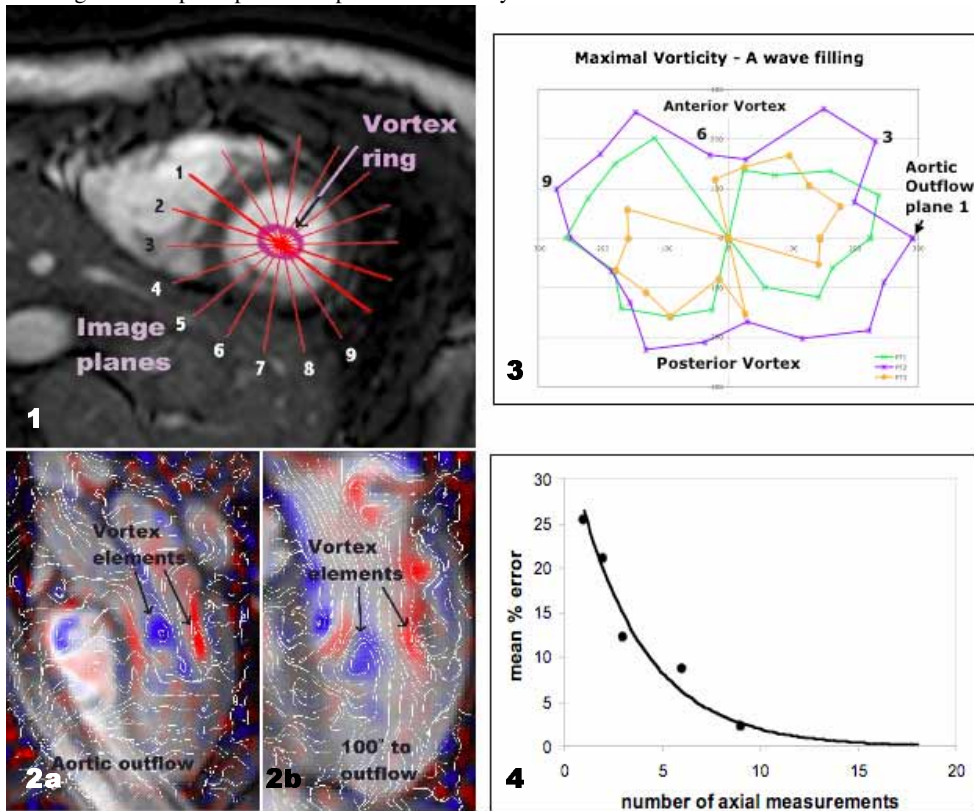 Vortex
ring
1
2
3
4
5
6
7
8
9
Image
planes
1
Maximal Vorticity - A wave filling
Anterior Vortex
6
3
9
Aortic
Outflow
plane 1
Posterior Vortex
3
PT1
PT2
PT3
Vortex
elements
Aortic outflow
2a
Vortex
elements
100° to
outflow
2b
30
25
20
15
10
5
0
mean % error
0
5
10
15
20
number of axial measurements
4